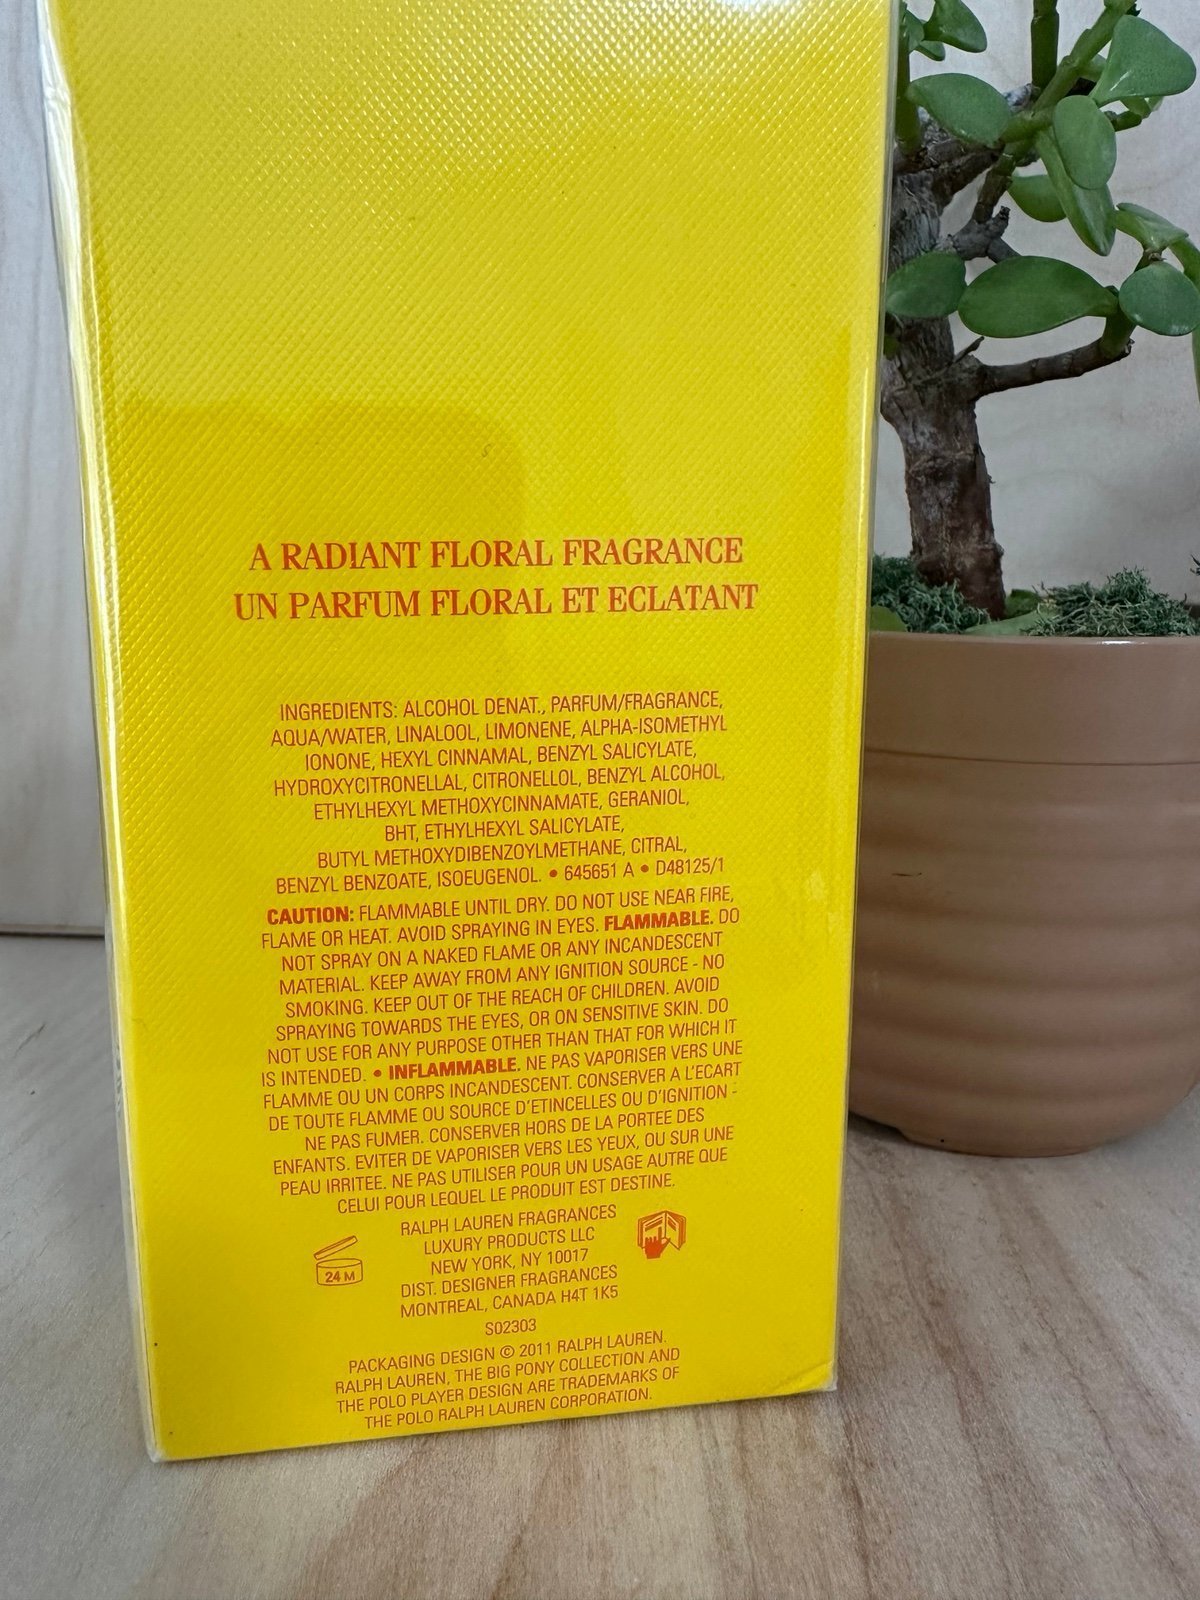 A RADIANT FLORAL FRAGRANCE
UN PARFUM FLORAL ET ECLATANT
INGREDIENTS: ALCOHOL DENAT., PARFUM/FRAGRANCE,
AQUA/WATER, LINALOOL, LIMONENE, ALPHA-ISOMETHYL
IONONE, HEXYL CINNAMAL, BENZYL SALICYLATE,
HYDROXYCITRONELLAL, CITRONELLOL, BENZYL ALCOHOL,
ETHYLHEXYL METHOXYCINNAMATE, GERANIOL,
BHT, ETHYLHEXYL SALICYLATE,
BUTYL METHOXYDIBENZOYLMETHANE, CITRAL,
BENZYL BENZOATE, ISOEUGENOL. • 645651 A • D48125/1
CAUTION: FLAMMABLE UNTIL DRY. DO NOT USE NEAR FIRE,
FLAME OR HEAT. AVOID SPRAYING IN EYES. FLAMMABLE. DO
NOT SPRAY ON A NAKED FLAME OR ANY INCANDESCENT
MATERIAL. KEEP AWAY FROM ANY IGNITION SOURCE - NO
SMOKING. KEEP OUT OF THE REACH OF CHILDREN. AVOID
SPRAYING TOWARDS THE EYES, OR ON SENSITIVE SKIN. DO
NOT USE FOR ANY PURPOSE OTHER THAN THAT FOR WHICH IT
IS INTENDED. • INFLAMMABLE. NE PAS VAPORISER VERS UNE
FLAMME OU UN CORPS INCANDESCENT. CONSERVER A L'ECART
DE TOUTE FLAMME OU SOURCE D'ETINCELLES OU D'IGNITION -
NE PAS FUMER. CONSERVER HORS DE LA PORTEE DES
ENFANTS. EVITER DE VAPORISER VERS LES YEUX, OU SUR UNE
PEAU IRRITEE. NE PAS UTILISER POUR UN USAGE AUTRE QUE
CELUI POUR LEQUEL LE PRODUIT EST DESTINE.
RALPH LAUREN FRAGRANCES
LUXURY PRODUCTS LLC
NEW YORK, NY 10017
DIST. DESIGNER FRAGRANCES
MONTREAL, CANADA H4T 1K5
24 M
S02303
PACKAGING DESIGN © 2011 RALPH LAUREN.
RALPH LAUREN, THE BIG PONY COLLECTION AND
THE POLO PLAYER DESIGN ARE TRADEMARKS OF
THE POLO RALPH LAUREN CORPORATION.